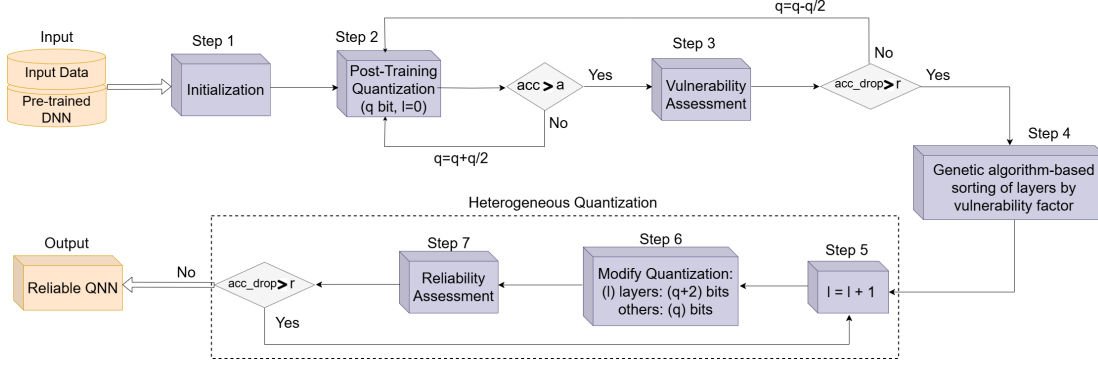 Input
Input Data
Pre-trained
DNN
Step 1
Initialization
Step 2
Post-Training
Quantization
(q bit, l=0)
acc > a
Yes
No
q=q+q/2
Step 3
Vulnerability
Assessment
acc_drop>r
No
q=q-q/2
Yes
Step 4
Genetic algorithm-based
sorting of layers by
vulnerability factor
Heterogeneous Quantization
Step 5
l = l + 1
Step 6
Modify Quantization:
(l) layers: (q+2) bits
others: (q) bits
Step 7
Reliability
Assessment
acc_drop>r
Yes
No
Output
Reliable QNN